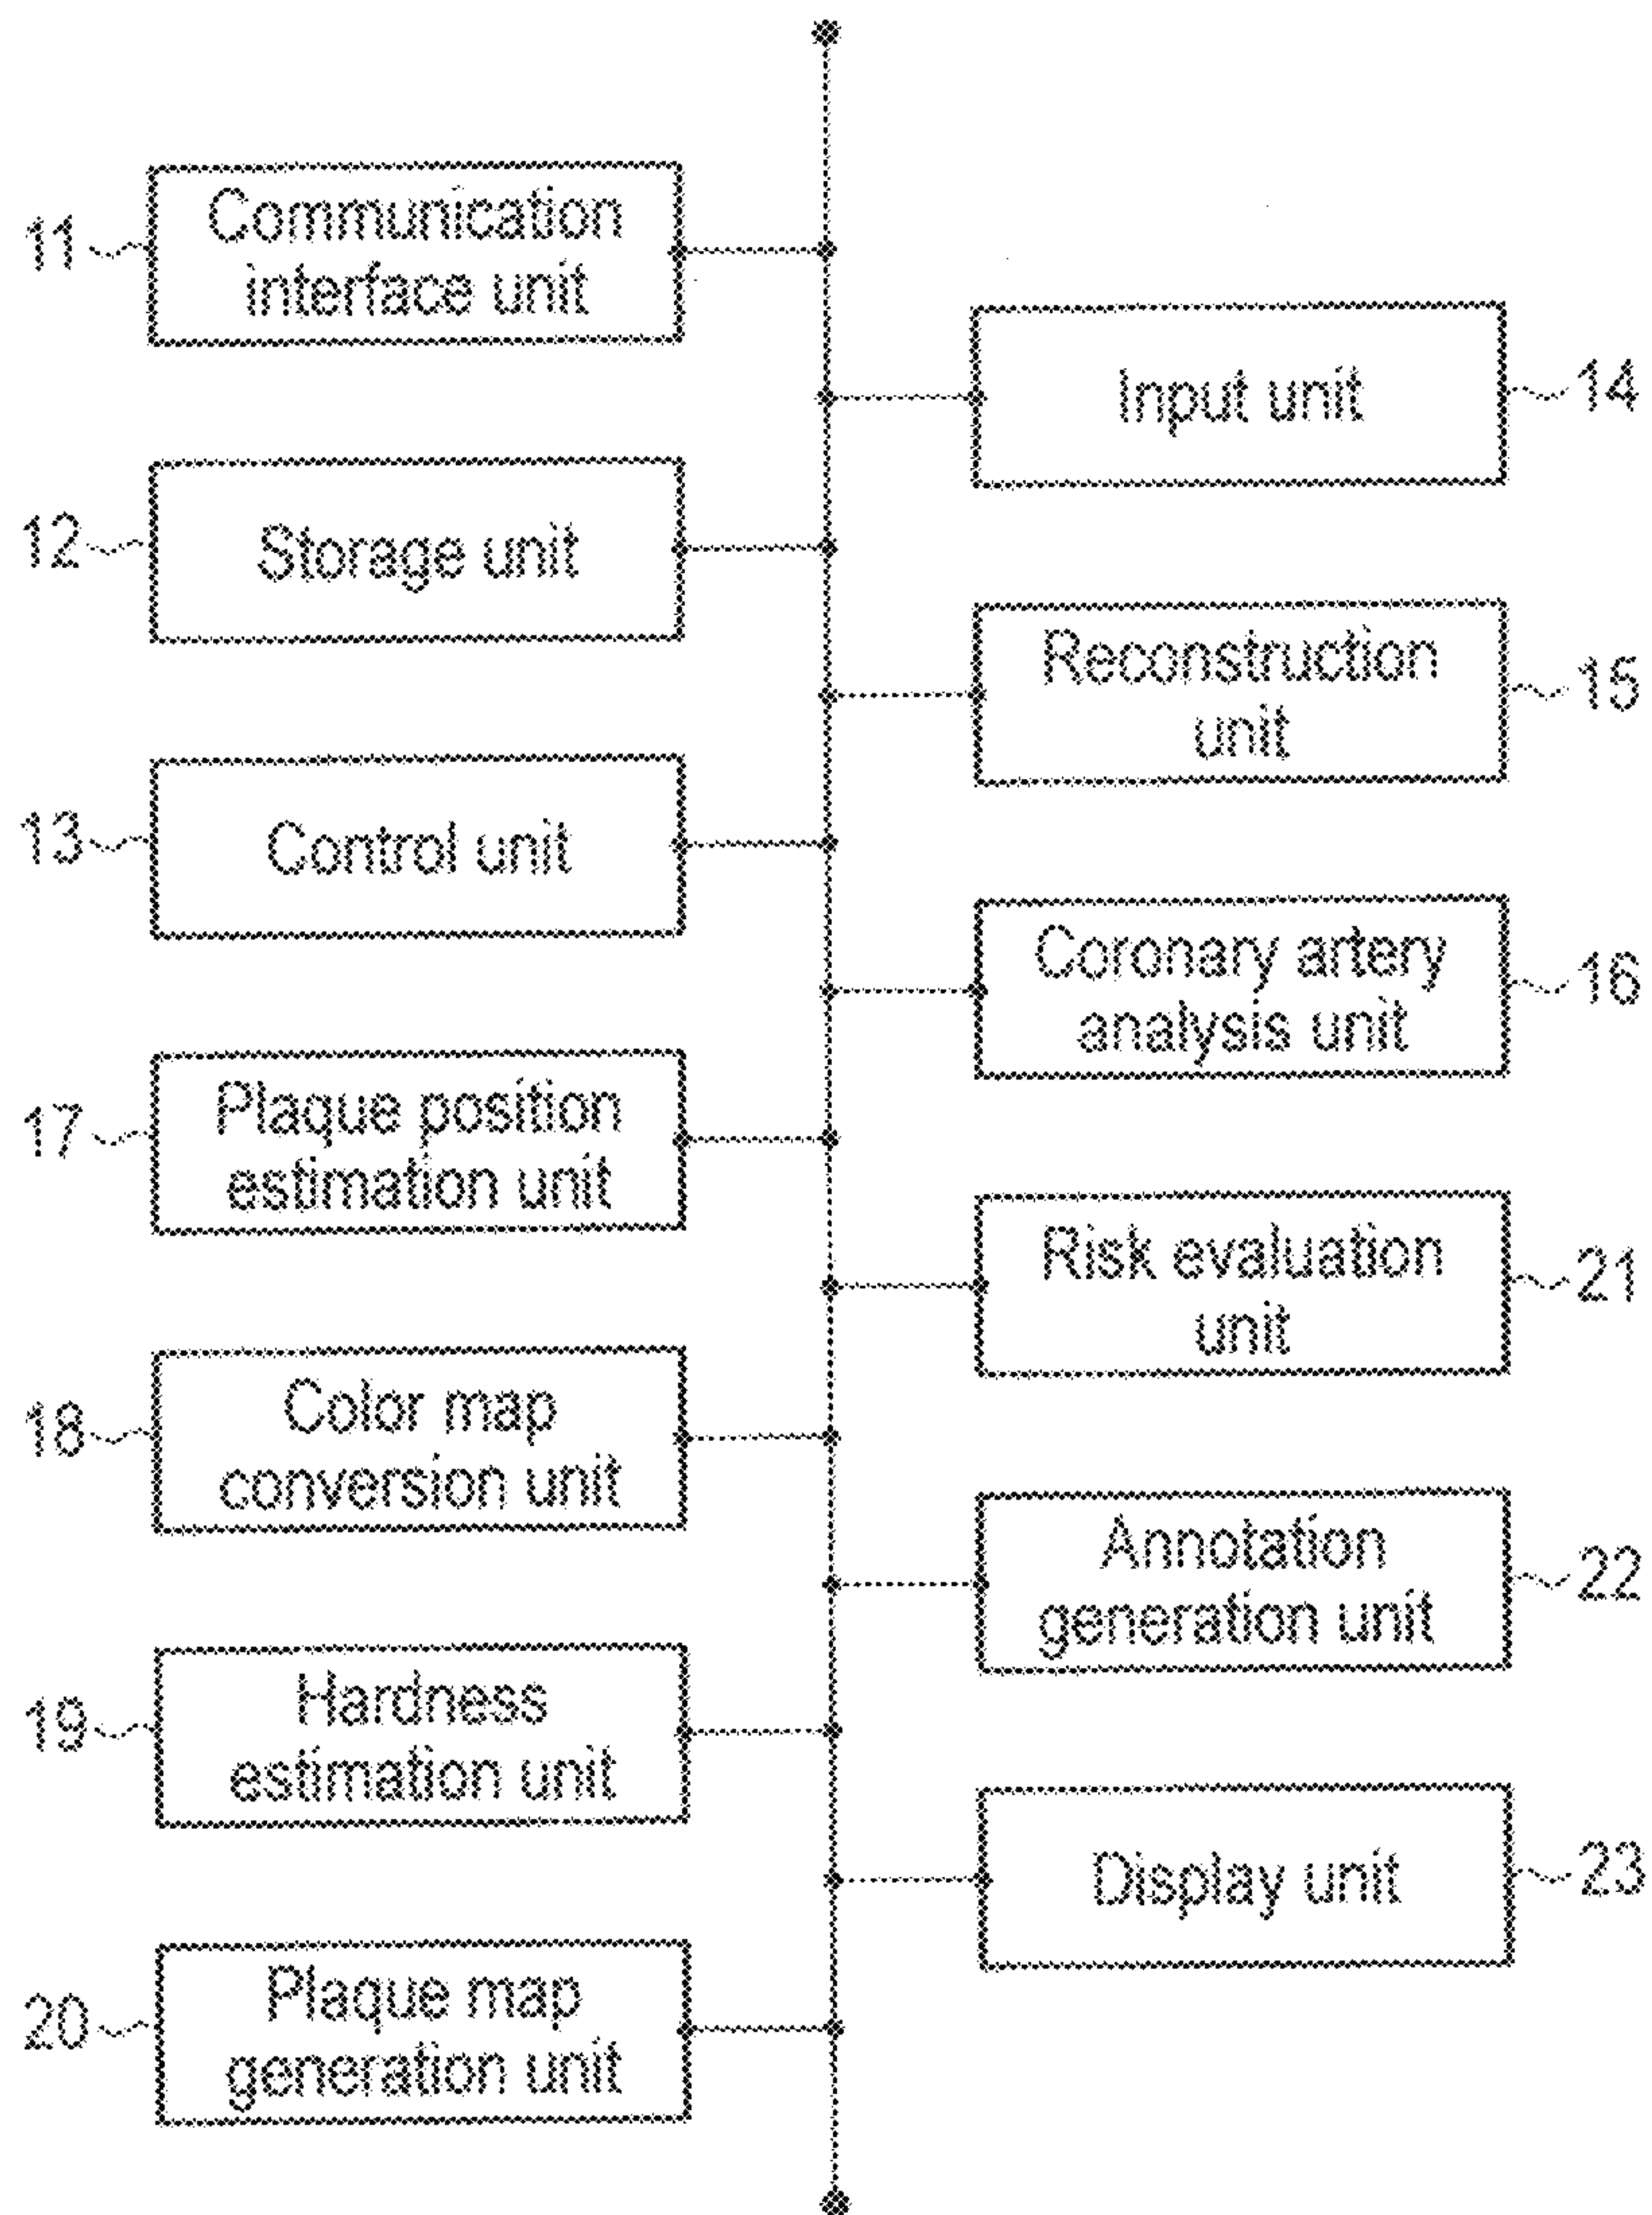 11
Communication
interface unit
Input unit
14
12
Storage unit
Reconstruction
unit
15
13
Control unit
Coronary artery
analysis unit
16
17
Plaque position
estimation unit
Risk evaluation
unit
21
18
Color map
conversion unit
Annotation
generation unit
22
19
Hardness
estimation unit
Display unit
23
20
Plaque map
generation unit